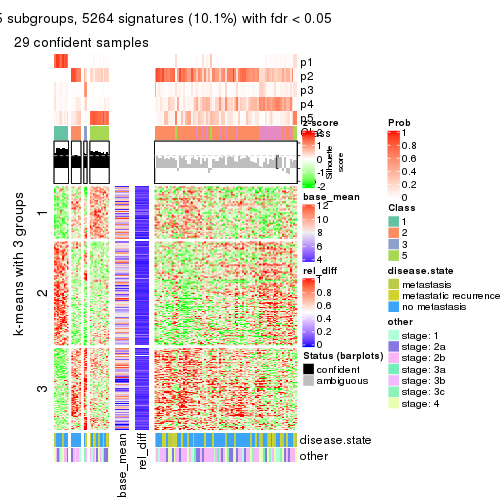 5 subgroups, 5264 signatures (10.1%) with fdr < 0.05
29 confident samples
p1
p2
p3
p4
p5
Class
1
2
3
k-means with 3 groups
Silhouette
score
z-score
2
1
0
-1
-2
base_mean
12
10
8
6
4
rel_diff
1
0.8
0.6
0.4
0.2
0
Status (barplots)
confident
ambiguous
Prob
1
0.8
0.6
0.4
0.2
0
Class
1
2
3
5
disease.state
metastasis
metastatic recurrence
no metastasis
other
stage: 1
stage: 2a
stage: 2b
stage: 3a
stage: 3b
stage: 3c
stage: 4
disease.state
other
base_mean
rel_diff